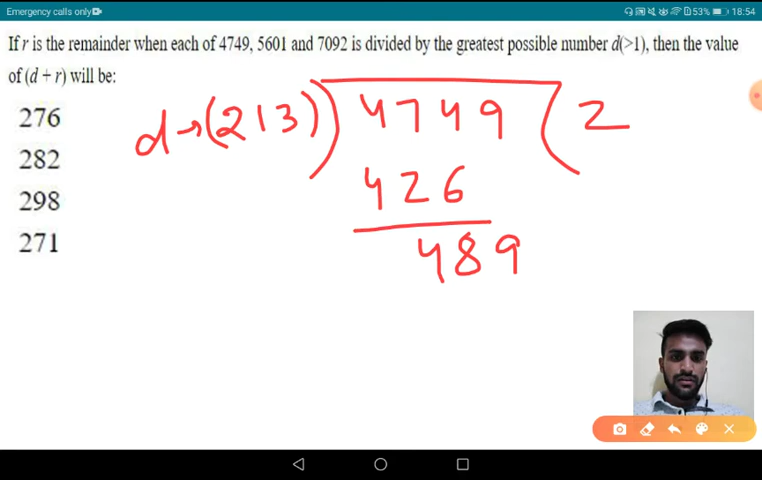 Emergency calls only 53% 18:54
If r is the remainder when each of 4749, 5601 and 7092 is divided by the greatest possible number d(>1), then the value
of (d + r) will be:
276
282
298
271
d→(213) 4749 ( 2
426
489